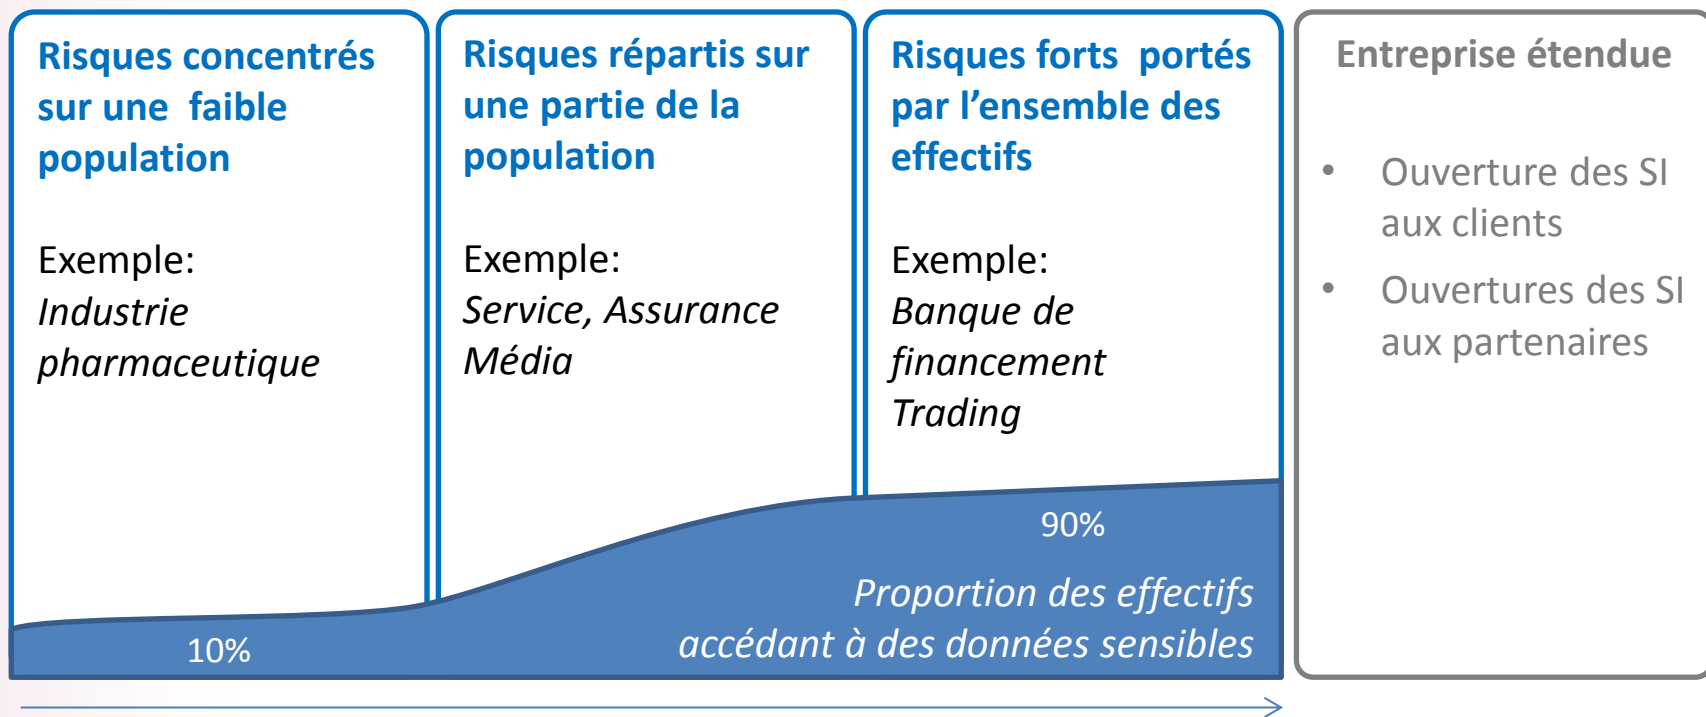 Risques concentrés
sur une faible
population
Exemple:
Industrie
pharmaceutique
Risques répartis sur
une partie de la
population
Exemple:
Service, Assurance
Média
Risques forts portés
par l’ensemble des
effectifs
Exemple:
Banque de
financement
Trading
Entreprise étendue
• Ouverture des SI
aux clients
• Ouvertures des SI
aux partenaires
10%
90%
Proportion des effectifs
accédant à des données sensibles